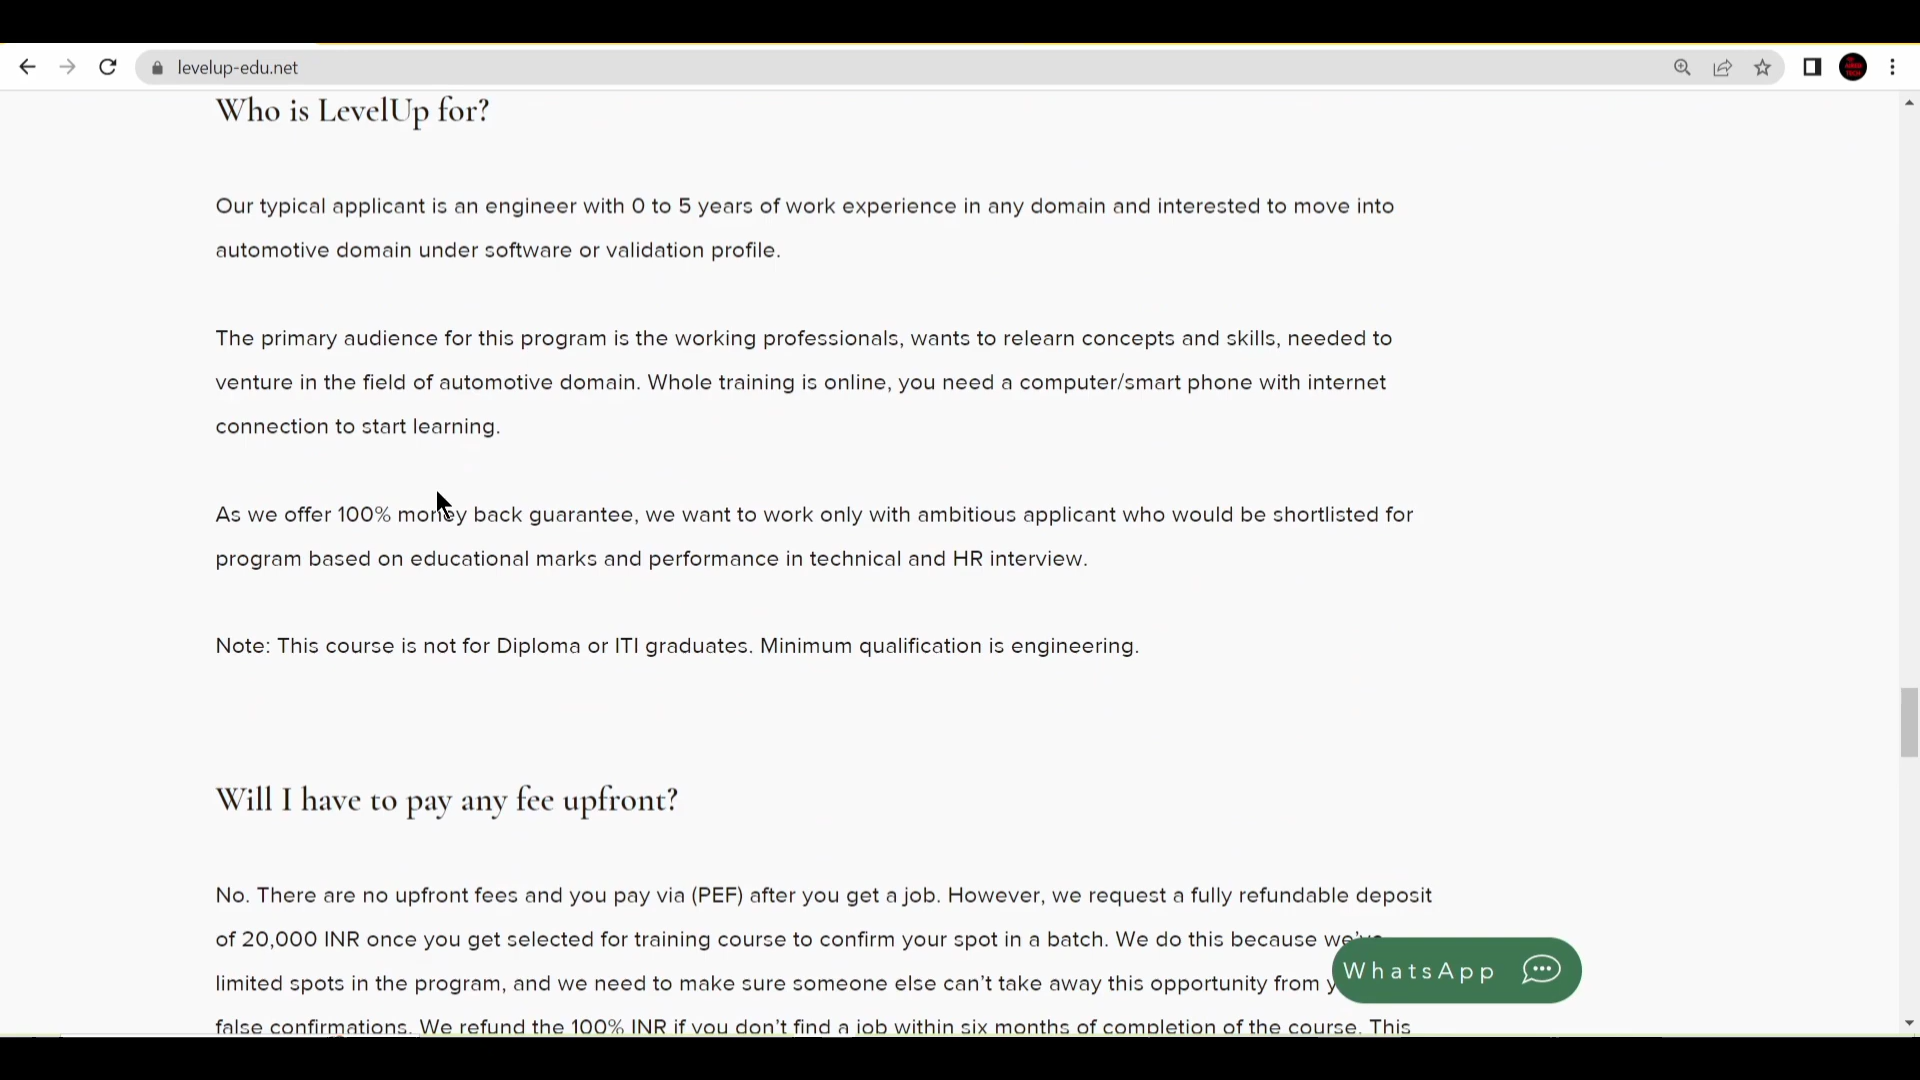 levelup-edu.net
Who is LevelUp for?
Our typical applicant is an engineer with 0 to 5 years of work experience in any domain and interested to move into
automotive domain under software or validation profile.
The primary audience for this program is the working professionals, wants to relearn concepts and skills, needed to
venture in the field of automotive domain. Whole training is online, you need a computer/smart phone with internet
connection to start learning.
As we offer 100% money back guarantee, we want to work only with ambitious applicant who would be shortlisted for
program based on educational marks and performance in technical and HR interview.
Note: This course is not for Diploma or ITI graduates. Minimum qualification is engineering.
Will I have to pay any fee upfront?
No. There are no upfront fees and you pay via (PEF) after you get a job. However, we request a fully refundable deposit
of 20,000 INR once you get selected for training course to confirm your spot in a batch. We do this because we've
limited spots in the program, and we need to make sure someone else can't take away this opportunity from
WhatsApp
false confirmations. We refund the 100% INR if you don't find a job within six months of completion of the course. This